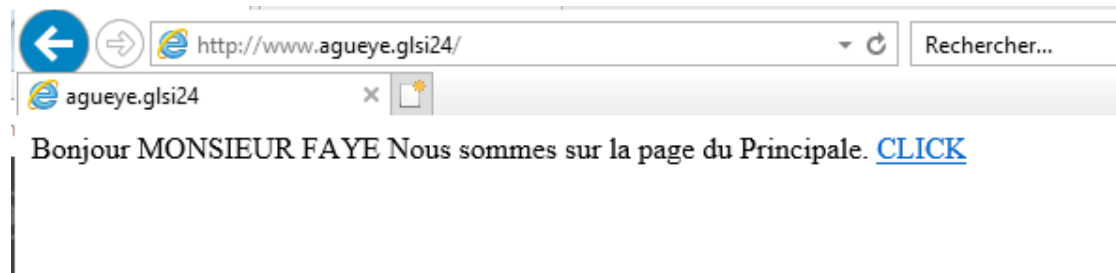 http://www.agueye.glsi24/ Rechercher...
agueye.glsi24
Bonjour MONSIEUR FAYE Nous sommes sur la page du Principale. CLICK